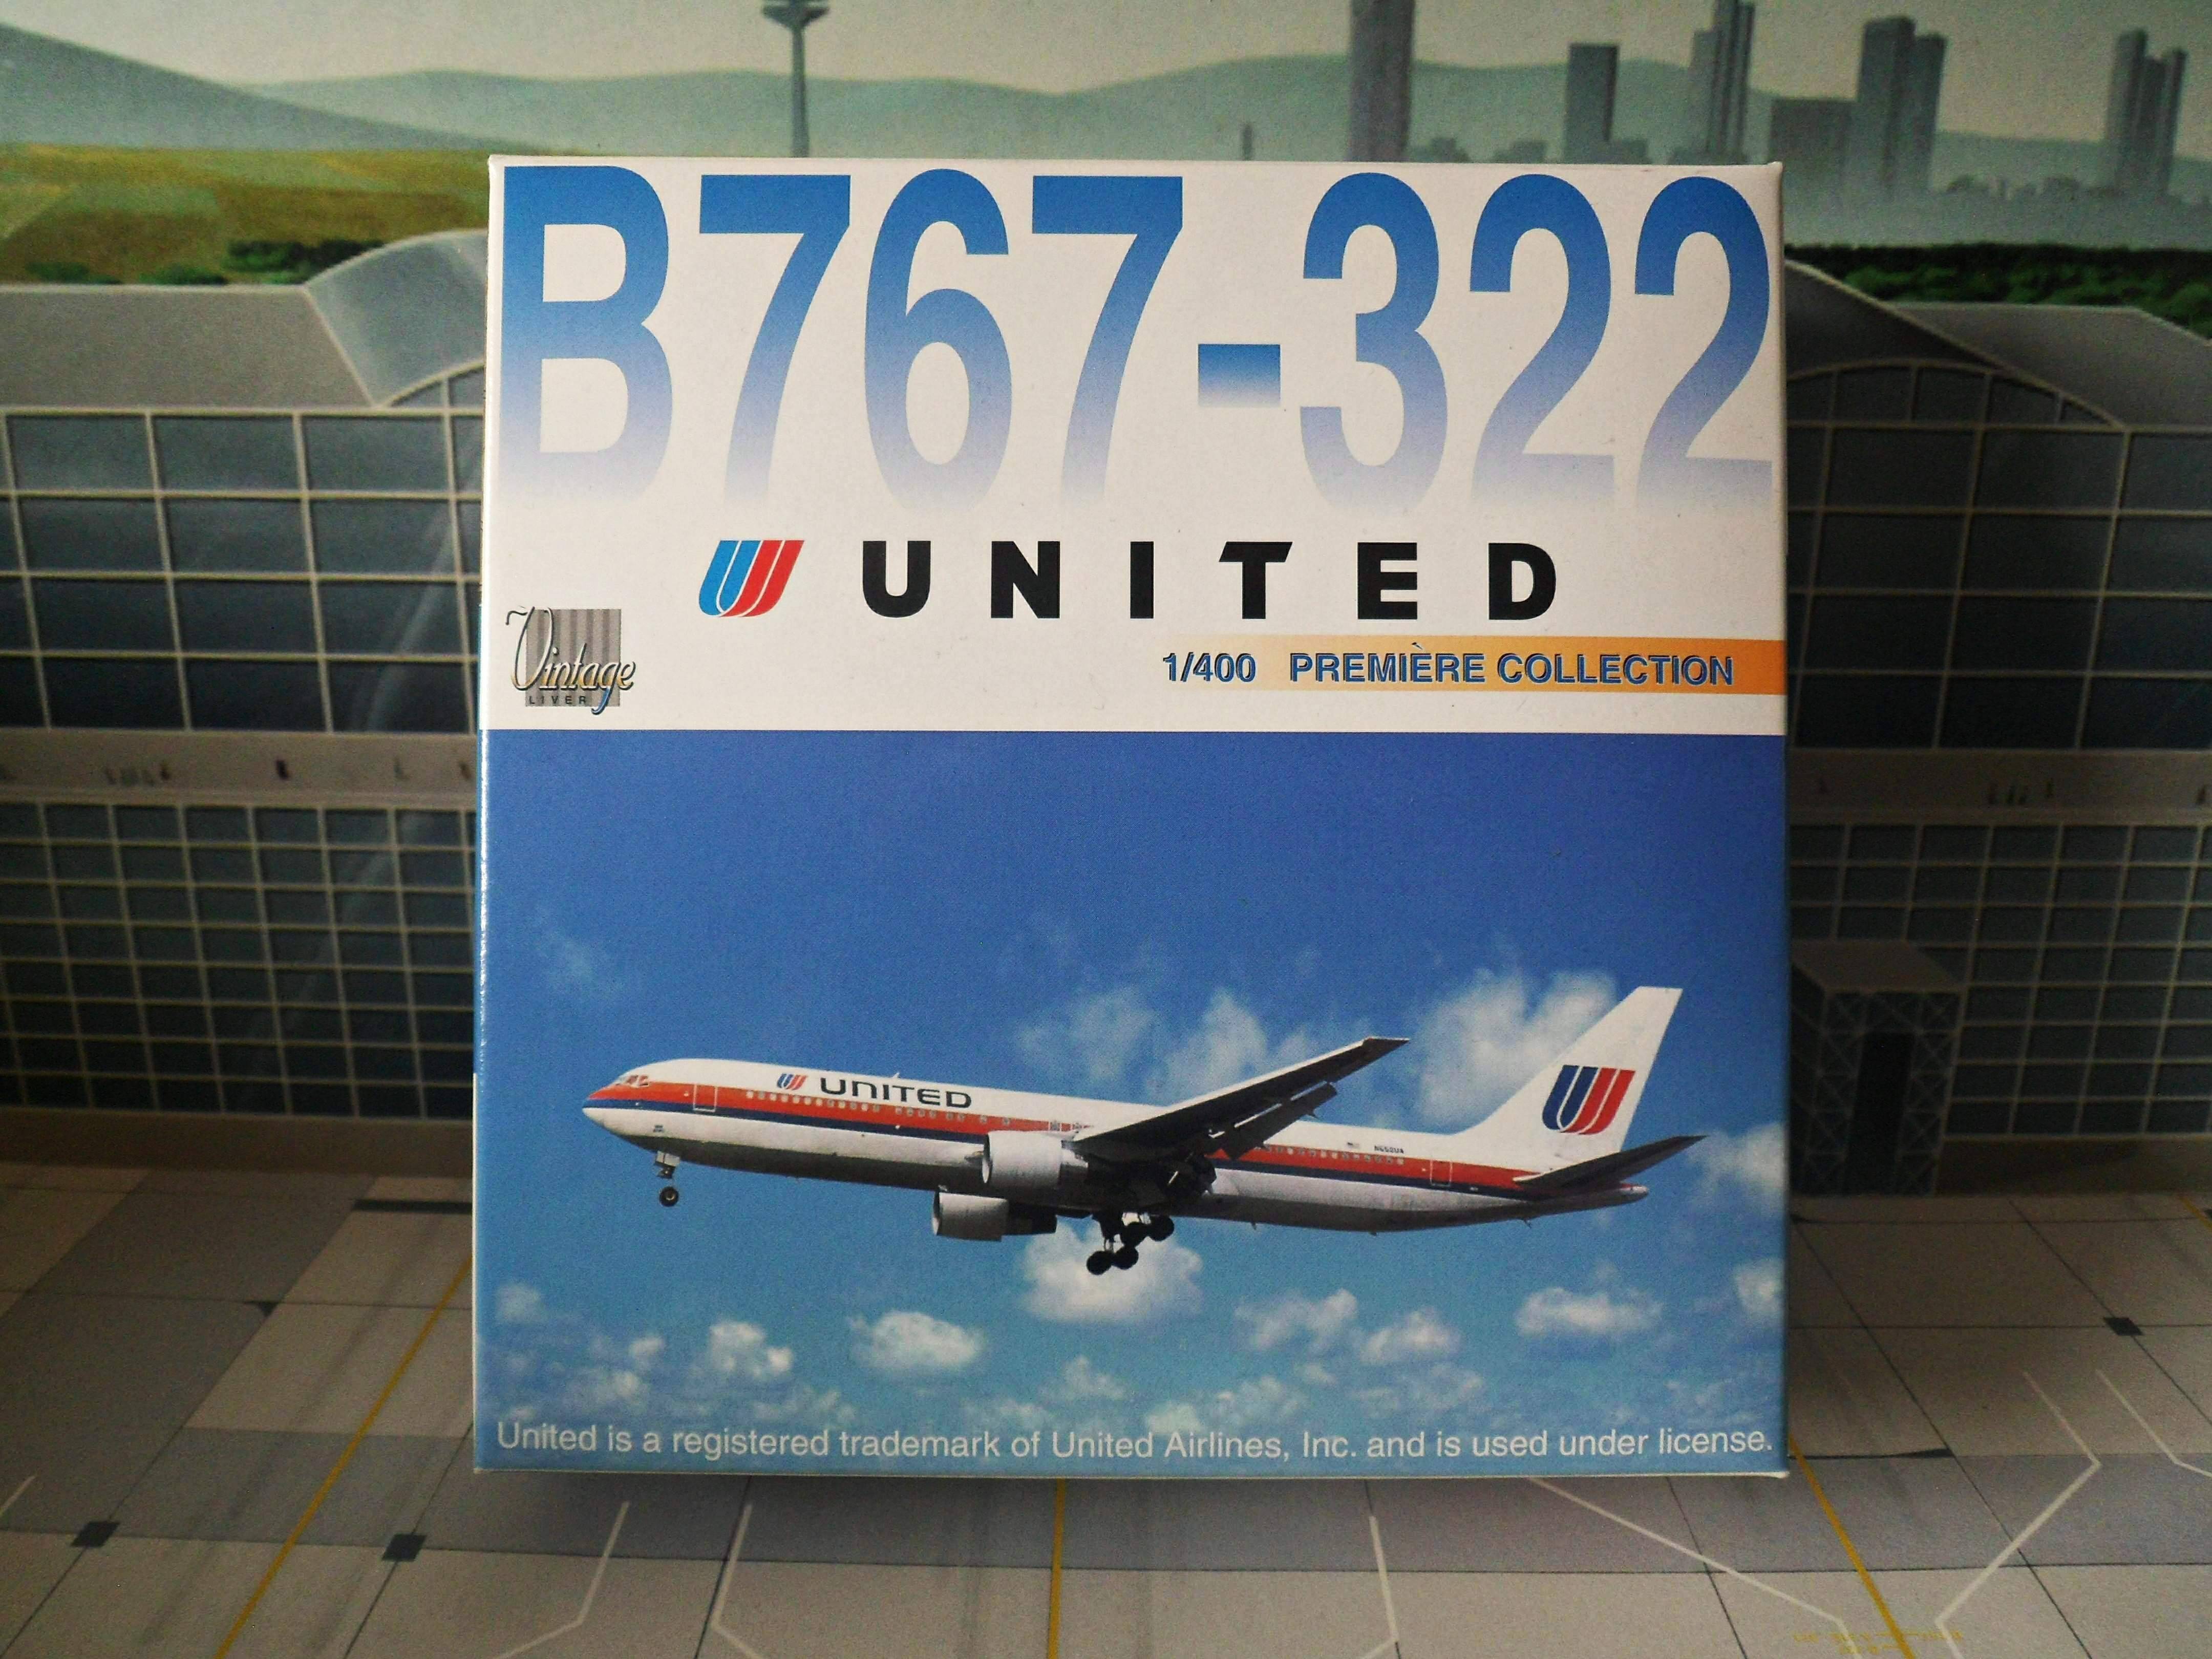 B767-322
UNITED
Vintage
LIVERY
1/400 PREMIÈRE COLLECTION
UNITED
United is a registered trademark of United Airlines, Inc. and is used under license.